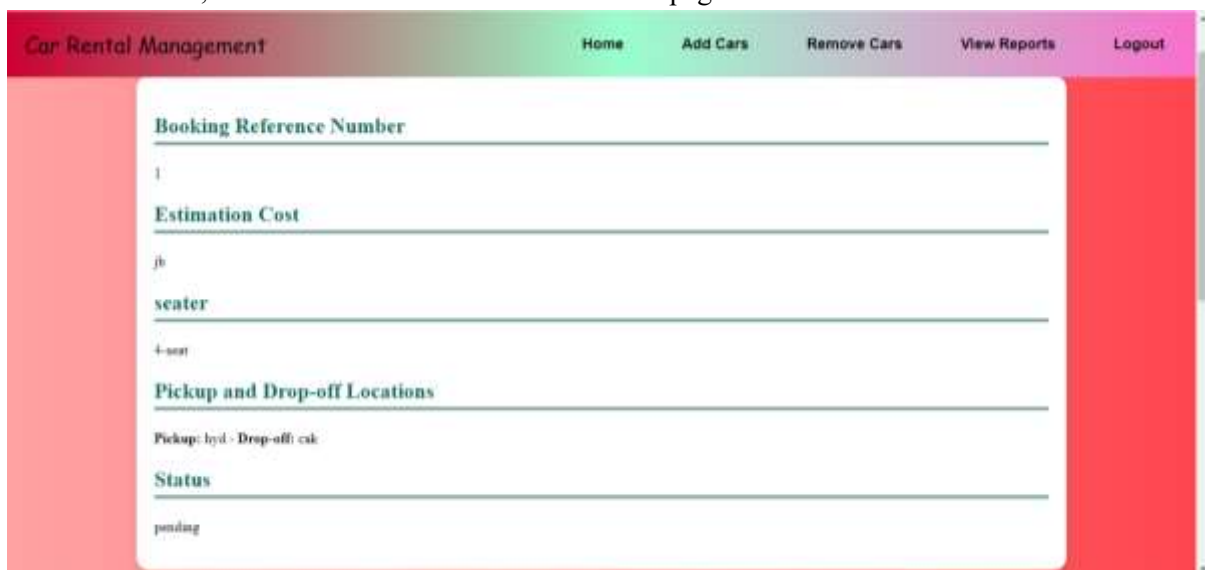 Car Rental Management Home Add Cars Remove Cars View Reports Logout
Booking Reference Number
1
Estimation Cost
jb
seater
4-seat
Pickup and Drop-off Locations
Pickup: hyd - Drop-off: cak
Status
pending